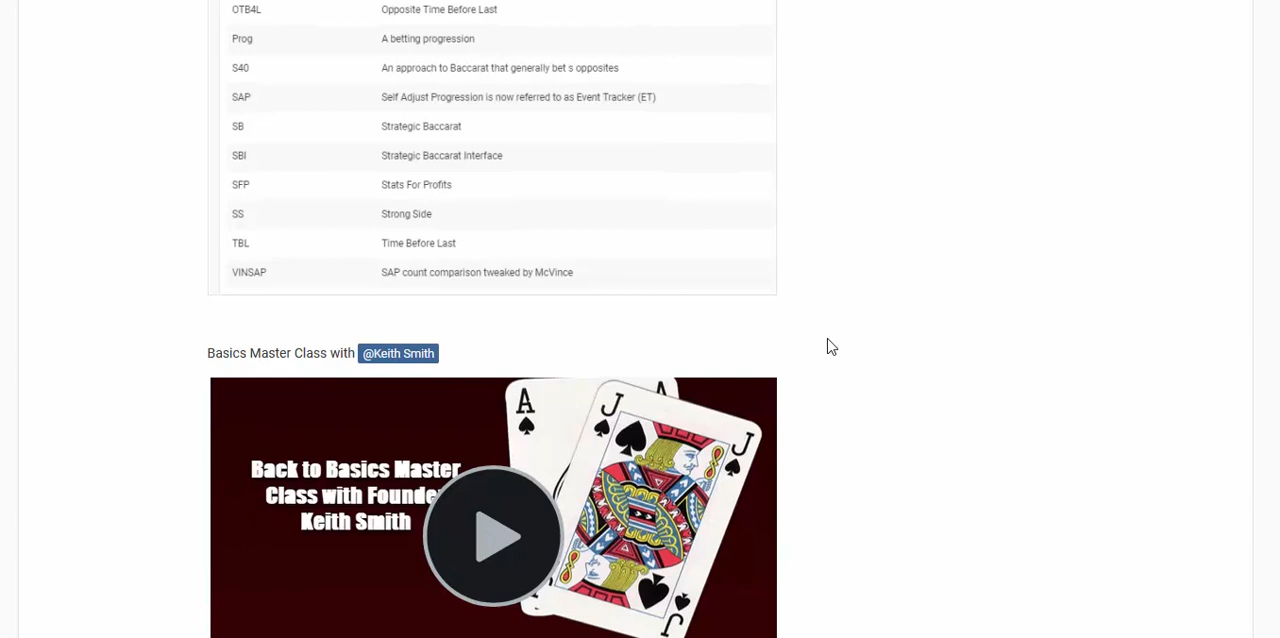 OTB4L Opposite Time Before Last
Prog A betting progression
S40 An approach to Baccarat that generally bet s opposites
SAP Self Adjust Progression is now referred to as Event Tracker (ET)
SB Strategic Baccarat
SBI Strategic Baccarat Interface
SFP Stats For Profits
SS Strong Side
TBL Time Before Last
VINSAP SAP count comparison tweaked by McVince
Basics Master Class with @Keith Smith
A
A
J
J
Back to Basics Master
Class with Founde
Keith Smith
J